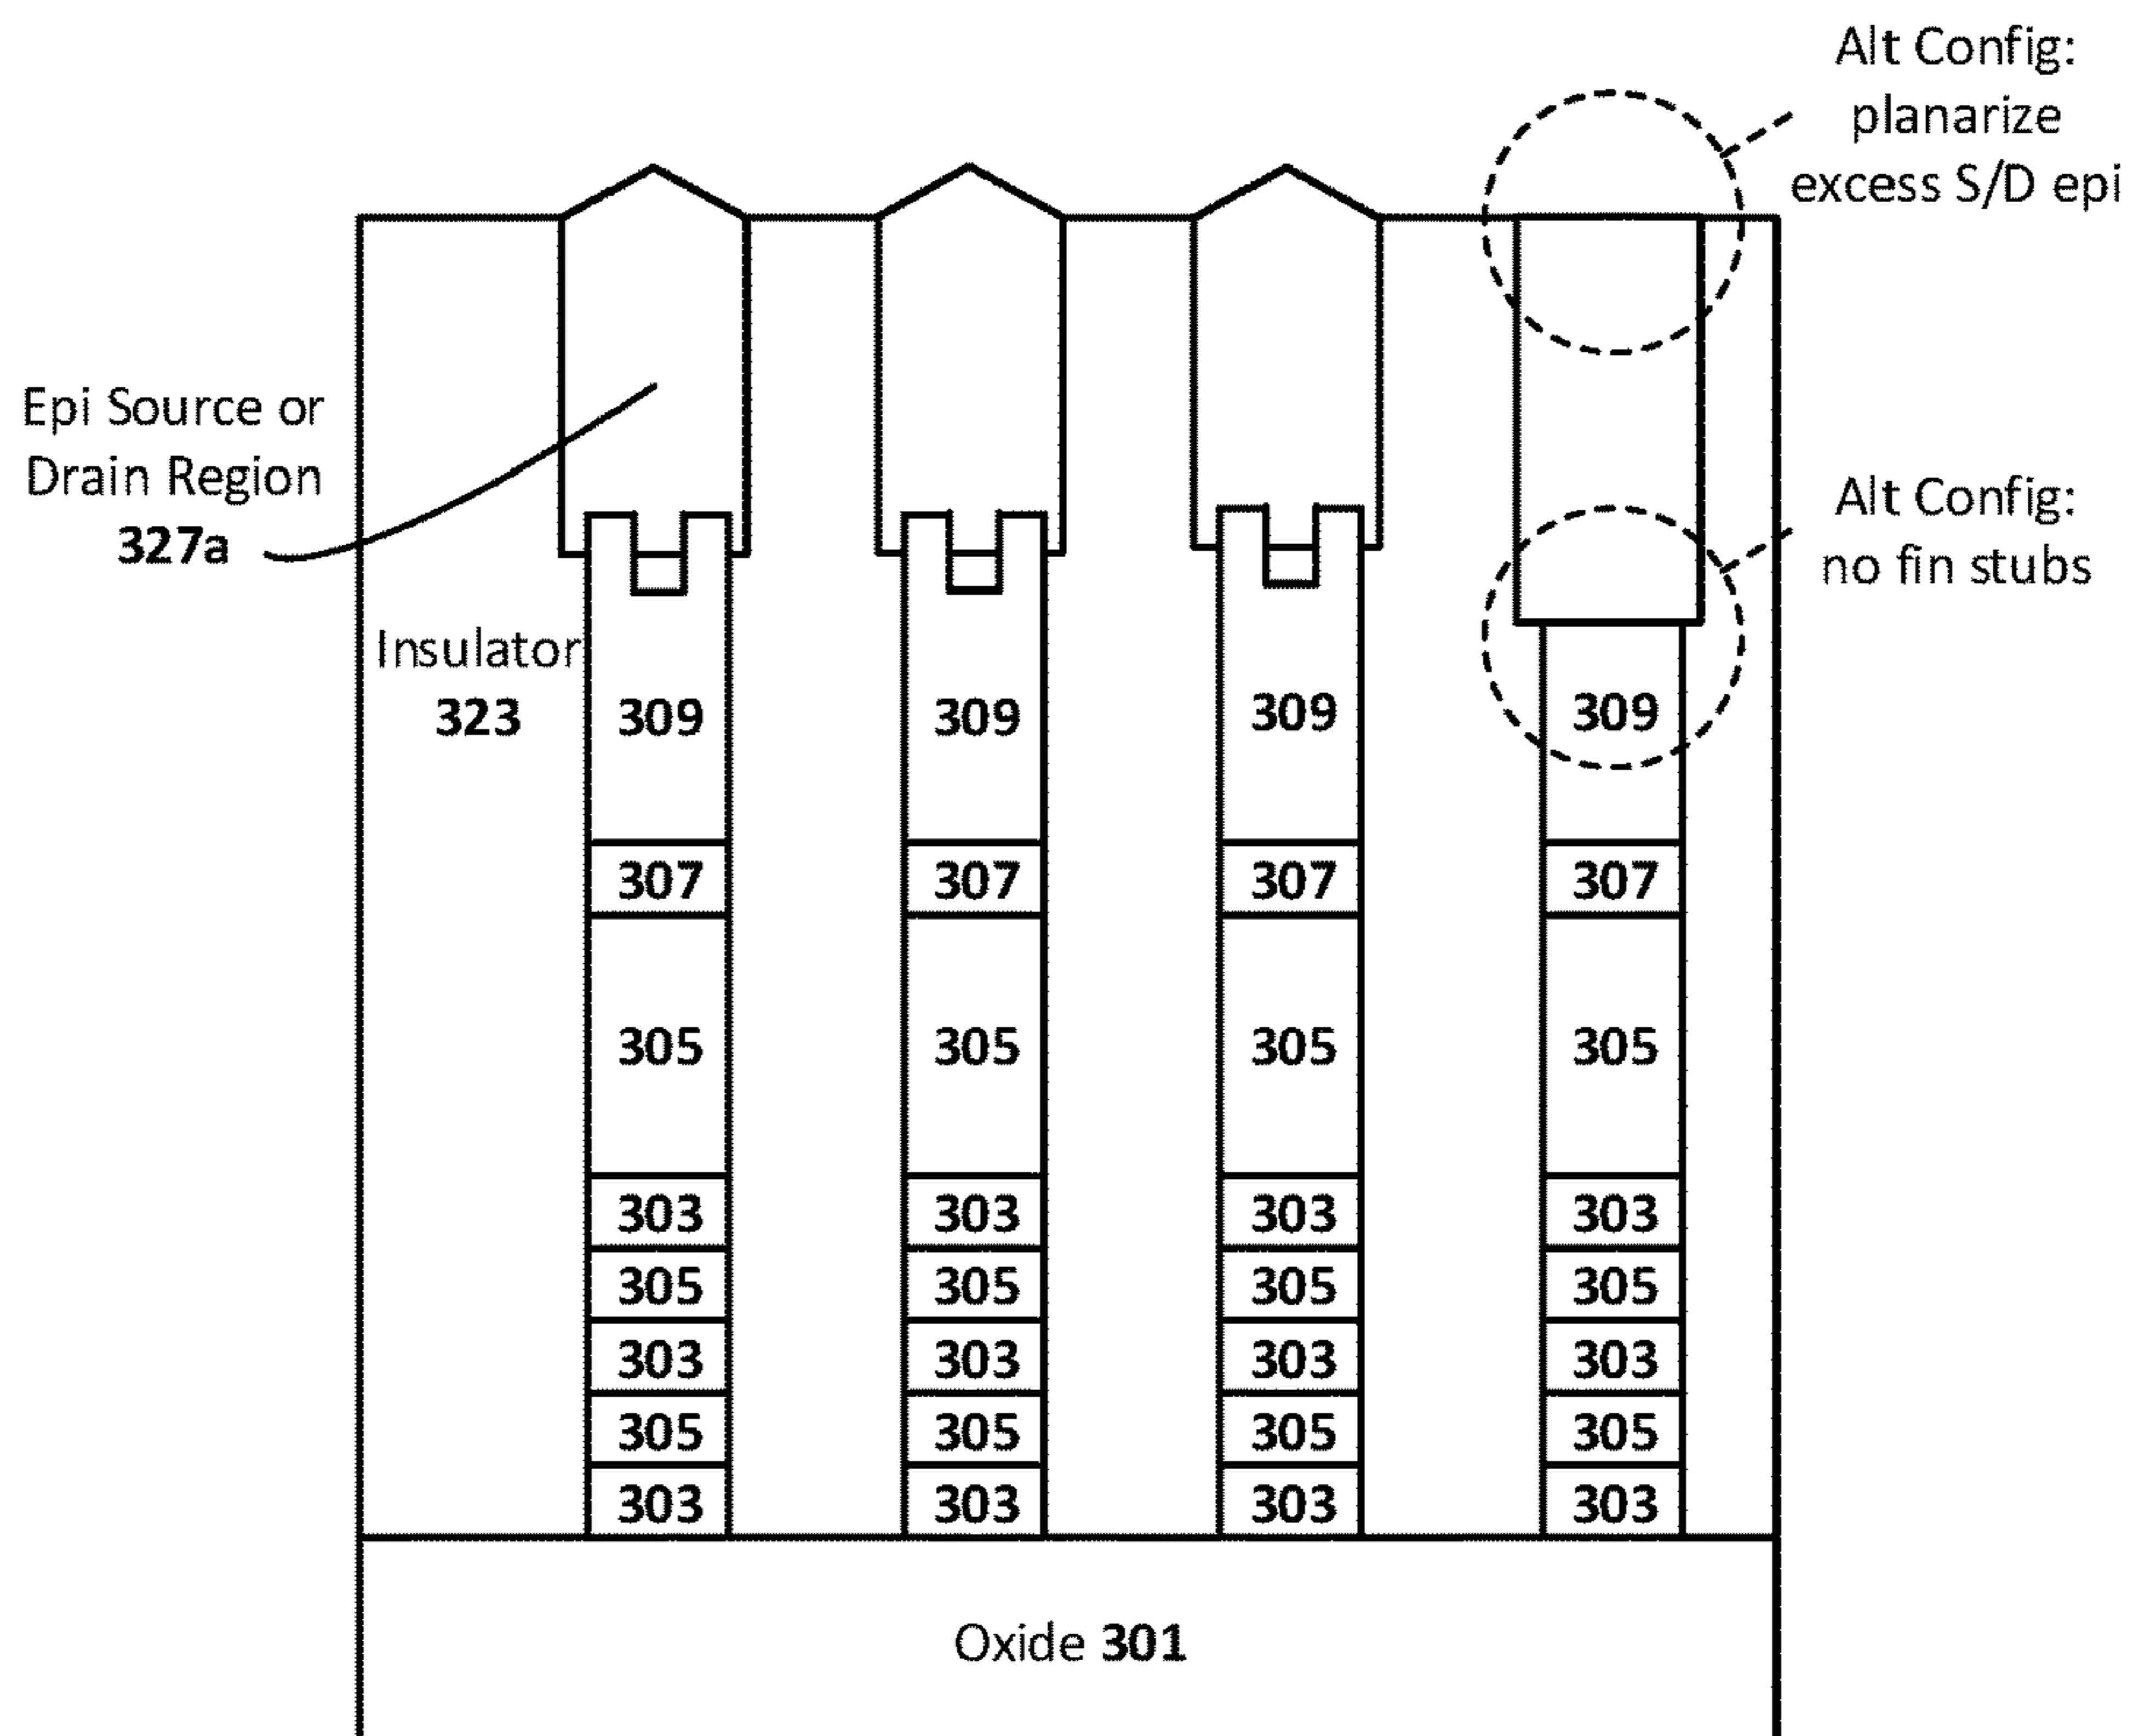 Alt Config:
planarize
excess S/D epi
Epi Source or
Drain Region
327a
Alt Config:
no fin stubs
Insulator
323
309 309 309 309
307 307 307 307
305 305 305 305
303 303 303 303
305 305 305 305
303 303 303 303
305 305 305 305
303 303 303 303
Oxide 301